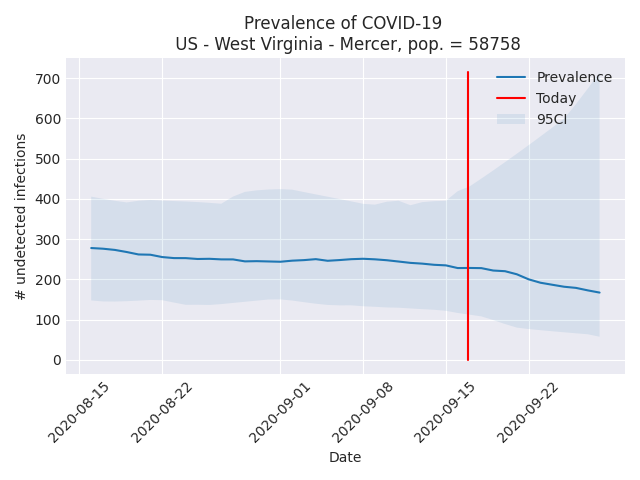 Prevalence of COVID-19
US - West Virginia - Mercer, pop. = 58758
700
600
500
400
300
200
100
0
# undetected infections
Prevalence
Today
95CI
2020-08-15
2020-08-22
2020-09-01
2020-09-08
2020-09-15
2020-09-22
Date